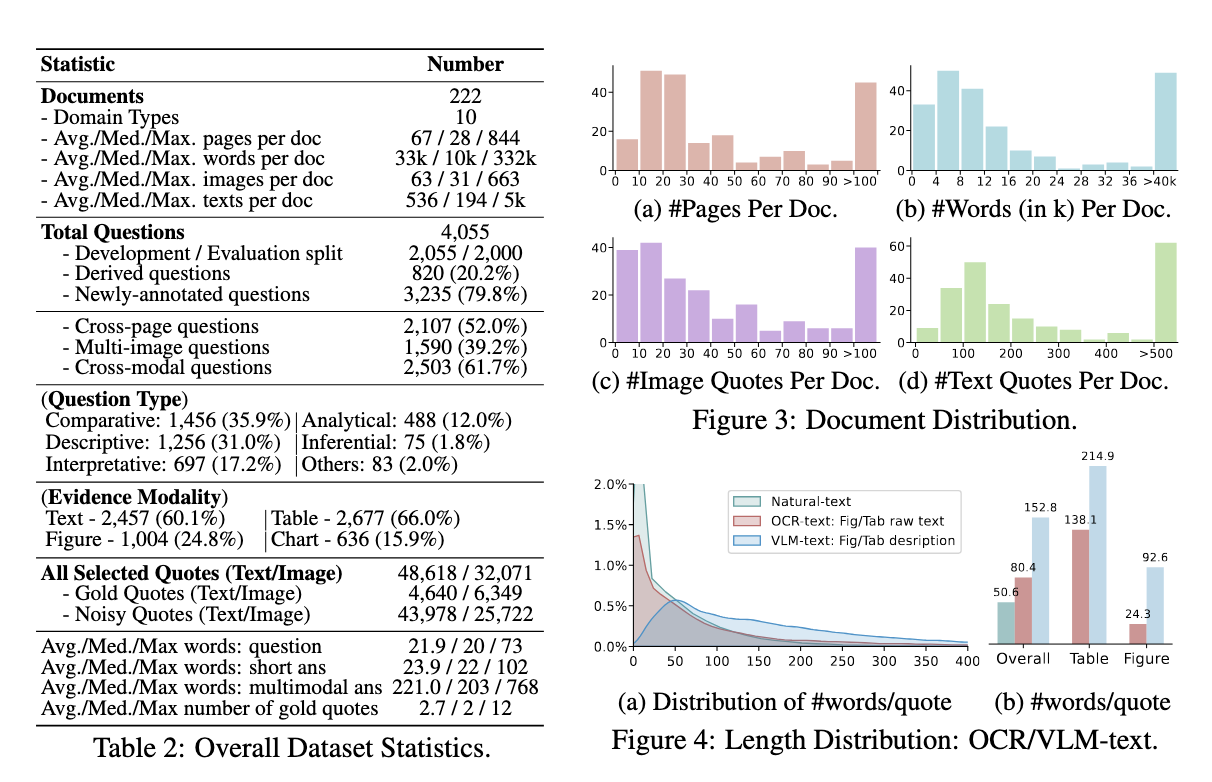 Statistic Number
Documents 222
- Domain Types 10
- Avg./Med./Max. pages per doc 67 / 28 / 844
- Avg./Med./Max. words per doc 33k / 10k / 332k
- Avg./Med./Max. images per doc 63 / 31 / 663
- Avg./Med./Max. texts per doc 536 / 194 / 5k
Total Questions 4,055
- Development / Evaluation split 2,055 / 2,000
- Derived questions 820 (20.2%)
- Newly-annotated questions 3,235 (79.8%)
- Cross-page questions 2,107 (52.0%)
- Multi-image questions 1,590 (39.2%)
- Cross-modal questions 2,503 (61.7%)
(Question Type)
Comparative: 1,456 (35.9%) | Analytical: 488 (12.0%)
Descriptive: 1,256 (31.0%) | Inferential: 75 (1.8%)
Interpretative: 697 (17.2%) | Others: 83 (2.0%)
(Evidence Modality)
Text - 2,457 (60.1%) | Table - 2,677 (66.0%)
Figure - 1,004 (24.8%) | Chart - 636 (15.9%)
All Selected Quotes (Text/Image) 48,618 / 32,071
- Gold Quotes (Text/Image) 4,640 / 6,349
- Noisy Quotes (Text/Image) 43,978 / 25,722
Avg./Med./Max words: question 21.9 / 20 / 73
Avg./Med./Max words: short ans 23.9 / 22 / 102
Avg./Med./Max words: multimodal ans 221.0 / 203 / 768
Avg./Med./Max number of gold quotes 2.7 / 2 / 12
Table 2: Overall Dataset Statistics.
40
20
0
0 10 20 30 40 50 60 70 80 90 >100
(a) #Pages Per Doc.
40
20
0
0 4 8 12 16 20 24 28 32 36 >40k
(b) #Words (in k) Per Doc.
40
20
0
0 10 20 30 40 50 60 70 80 90 >100
(c) #Image Quotes Per Doc.
60
40
20
0
0 100 200 300 400 >500
(d) #Text Quotes Per Doc.
Figure 3: Document Distribution.
2.0%
1.5%
1.0%
0.5%
0.0%
Natural-text
OCR-text: Fig/Tab raw text
VLM-text: Fig/Tab desription
0 50 100 150 200 250 300 350 400
(a) Distribution of #words/quote
214.9
152.8
138.1
92.6
80.4
50.6
24.3
Overall Table Figure
(b) #words/quote
Figure 4: Length Distribution: OCR/VLM-text.